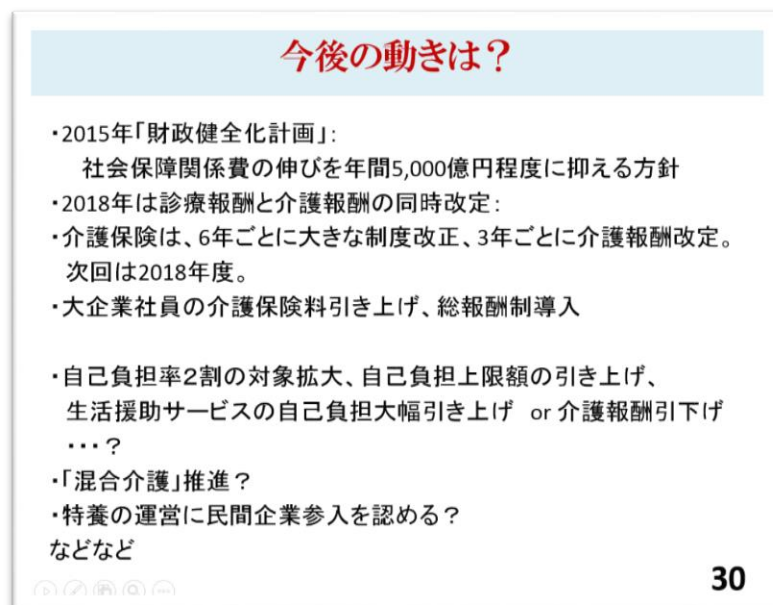 今後の動きは？
・2015年「財政健全化計画」：
社会保障関係費の伸びを年間5,000億円程度に抑える方針
・2018年は診療報酬と介護報酬の同時改定：
・介護保険は、6年ごとに大きな制度改正、3年ごとに介護報酬改定。
次回は2018年度。
・大企業社員の介護保険料引き上げ、総報酬制導入
・自己負担率２割の対象拡大、自己負担上限額の引き上げ、
生活援助サービスの自己負担大幅引き上げ or 介護報酬引下げ
・・・？
・「混合介護」推進？
・特養の運営に民間企業参入を認める？
などなど
30